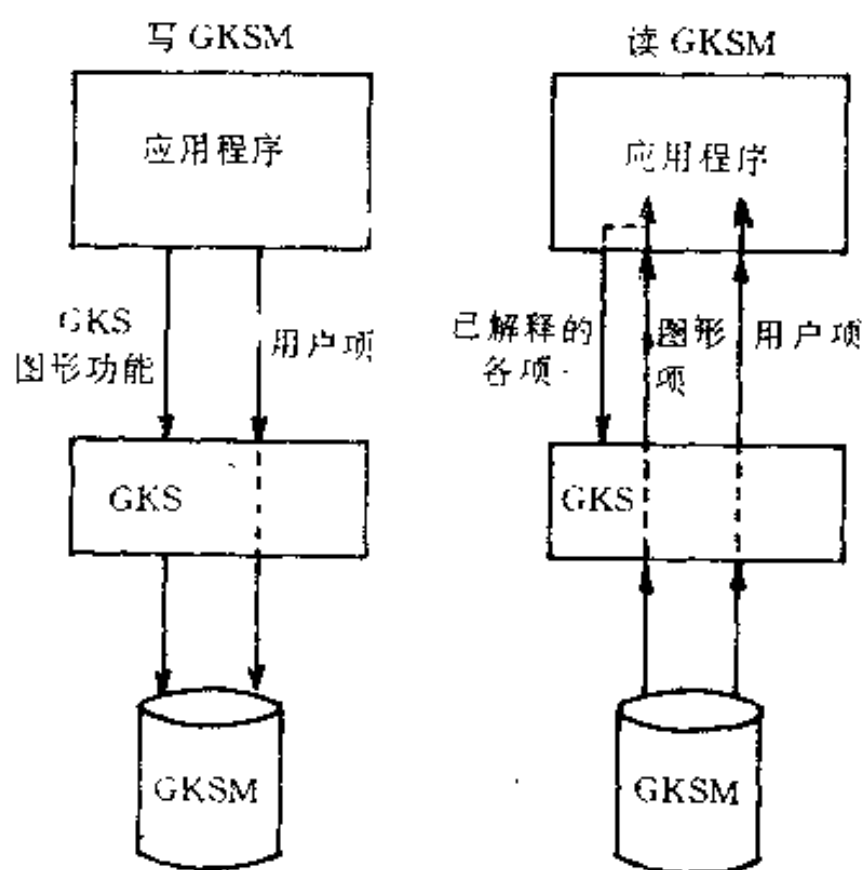 写 GKSM
应用程序
GKS
图形功能
用户项
GKS
GKSM
读 GKSM
应用程序
已解释的
各项
图形
项
用户项
GKS
GKSM